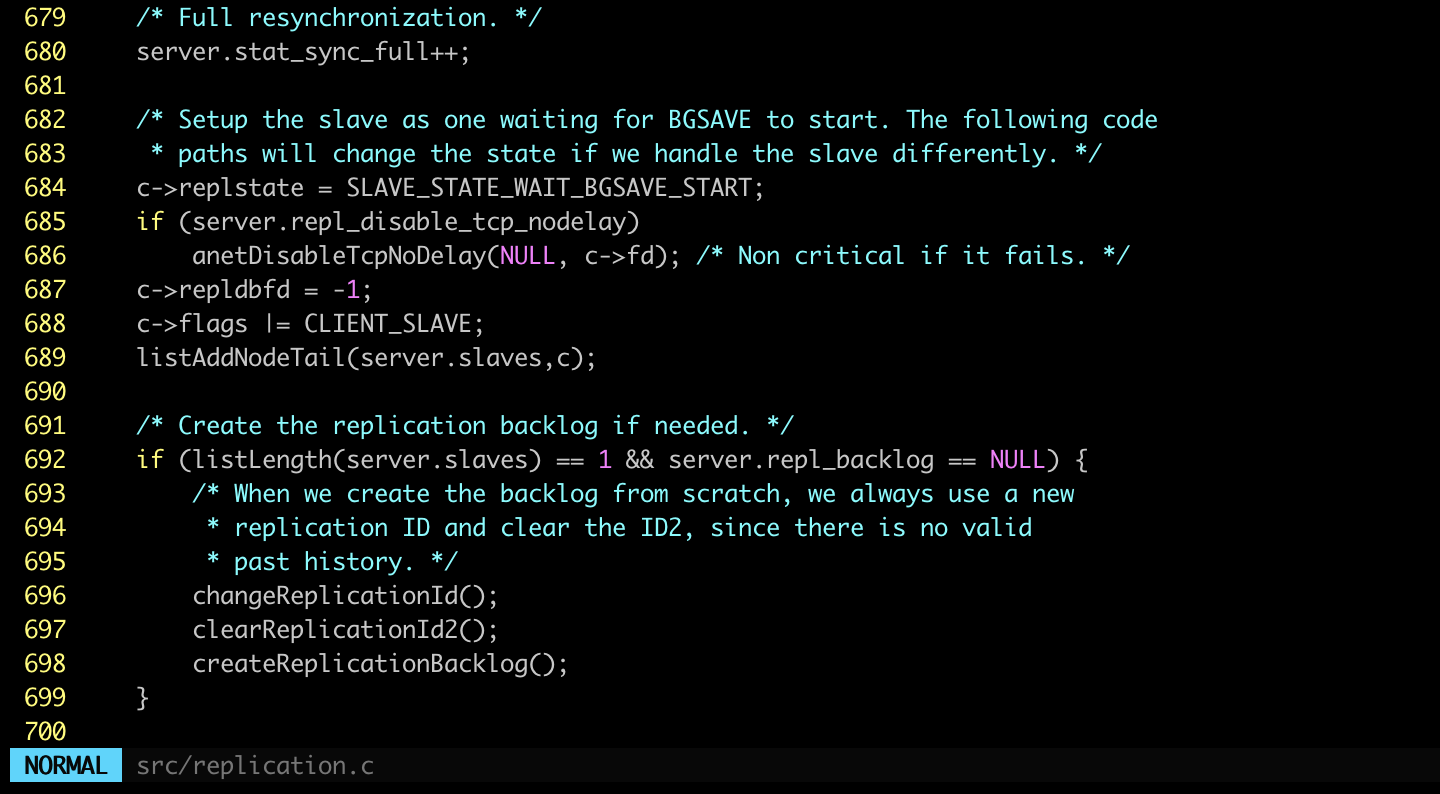 679     /* Full resynchronization. */
680     server.stat_sync_full++;
681
682     /* Setup the slave as one waiting for BGSAVE to start. The following code
683      * paths will change the state if we handle the slave differently. */
684     c->replstate = SLAVE_STATE_WAIT_BGSAVE_START;
685     if (server.repl_disable_tcp_nodelay)
686         anetDisableTcpNoDelay(NULL, c->fd); /* Non critical if it fails. */
687     c->repldbfd = -1;
688     c->flags |= CLIENT_SLAVE;
689     listAddNodeTail(server.slaves,c);
690
691     /* Create the replication backlog if needed. */
692     if (listLength(server.slaves) == 1 && server.repl_backlog == NULL) {
693         /* When we create the backlog from scratch, we always use a new
694          * replication ID and clear the ID2, since there is no valid
695          * past history. */
696         changeReplicationId();
697         clearReplicationId2();
698         createReplicationBacklog();
699     }
700
NORMAL  src/replication.c